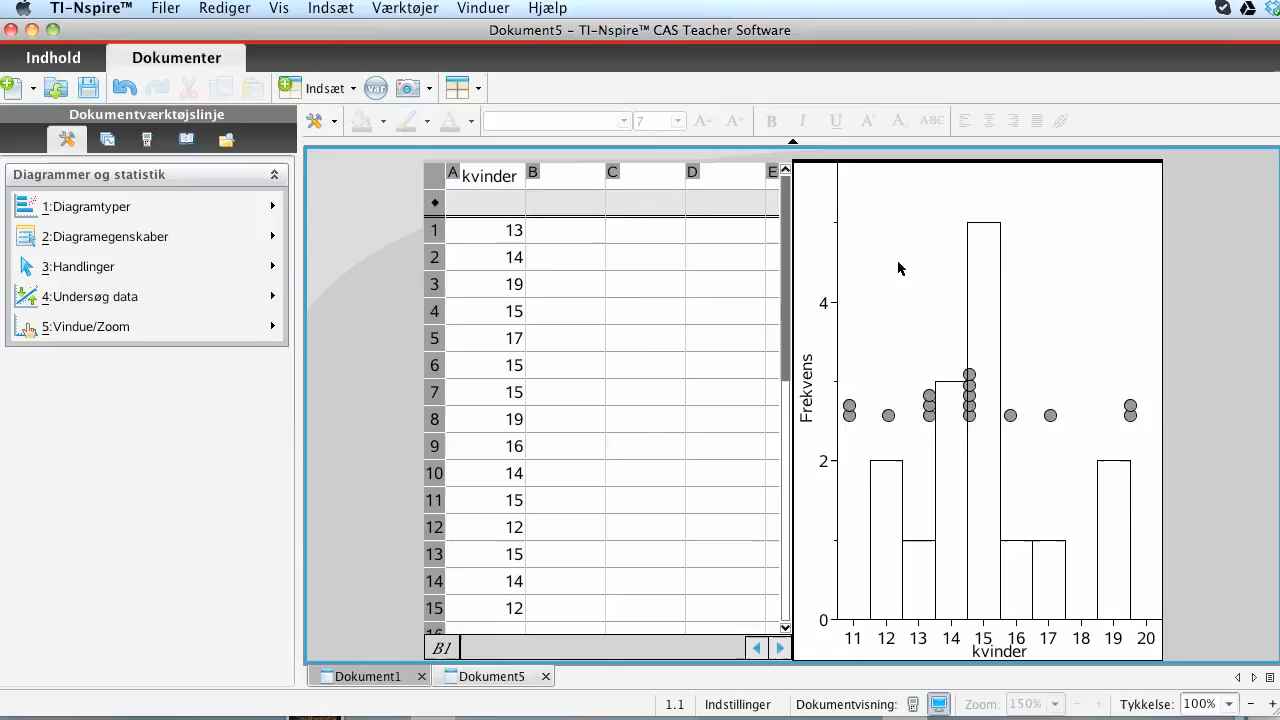 TI-Nspire™ Filer Rediger Vis Indsæt Værktøjer Vinduer Hjælp
Dokument5 - TI-Nspire™ CAS Teacher Software
Indhold Dokumenter
Indsæt var
Dokumentværktøjslinje
7 A A B I U A A ABC
Diagrammer og statistik
1:Diagramtyper
2:Diagramegenskaber
3:Handlinger
4:Undersøg data
5:Vindue/Zoom
A kvinder B C D E
1 13
2 14
3 19
4 15
5 17
6 15
7 15
8 19
9 16
10 14
11 15
12 12
13 15
14 14
15 12
16
B1
Frekvens
4
2
0
11 12 13 14 15 16 17 18 19 20
kvinder
Dokument1 Dokument5
1.1 Indstillinger Dokumentvisning: Zoom: 150% - + Tykkelse: 100% - +